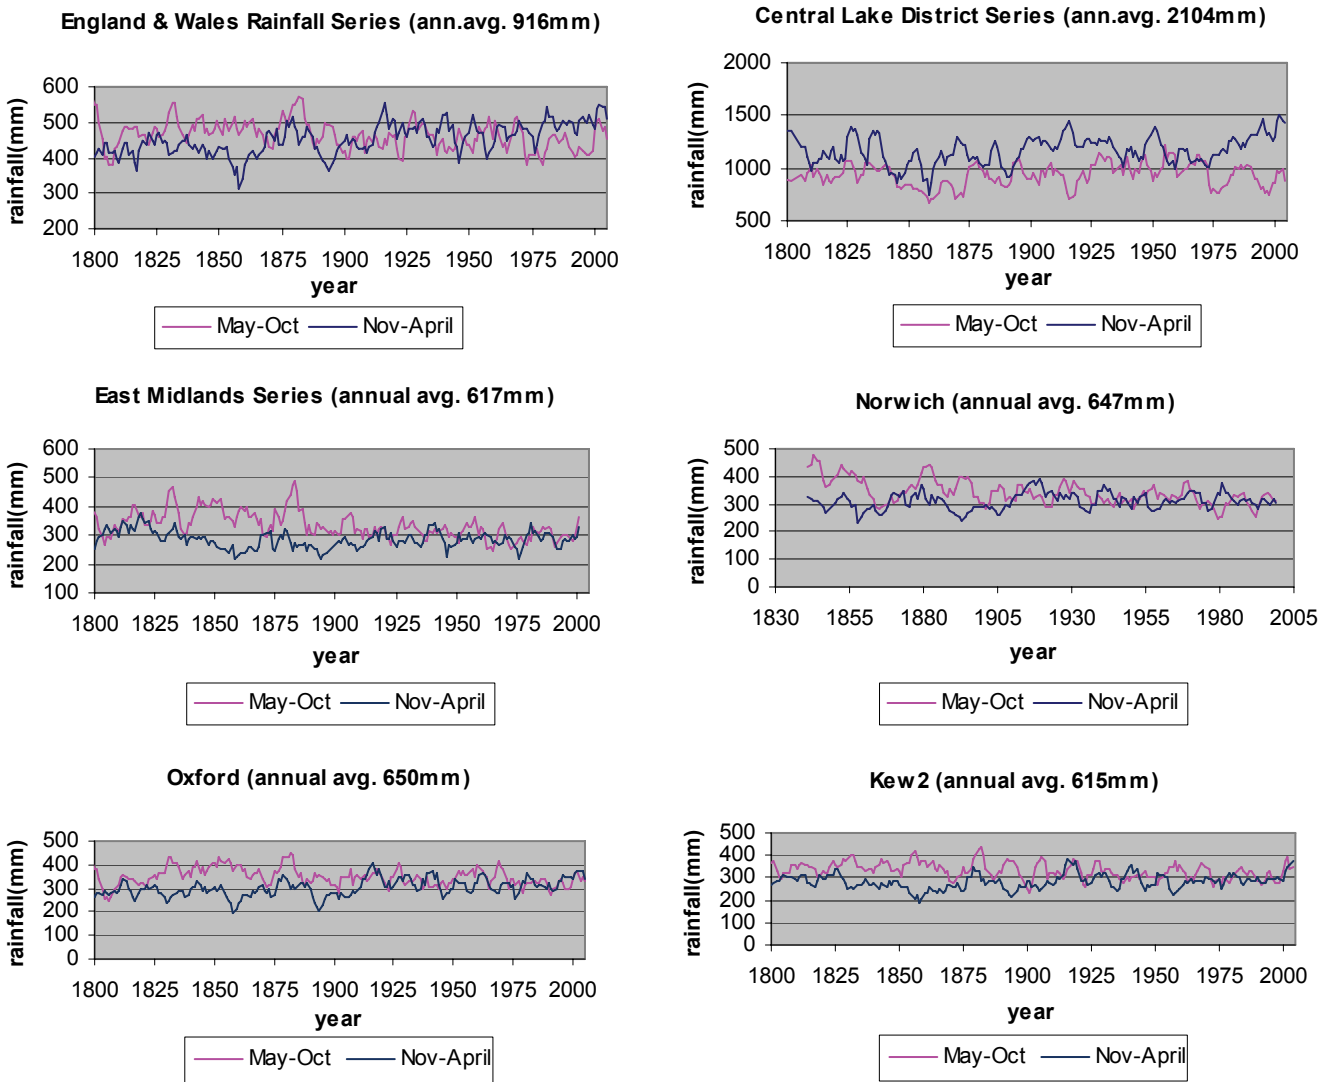 England & Wales Rainfall Series (ann.avg. 916mm)
rainfall(mm)
600
500
400
300
200
1800 1825 1850 1875 1900 1925 1950 1975 2000
year
May-Oct Nov-April
Central Lake District Series (ann.avg. 2104mm)
rainfall(mm)
2000
1500
1000
500
1800 1825 1850 1875 1900 1925 1950 1975 2000
year
May-Oct Nov-April
East Midlands Series (annual avg. 617mm)
rainfall(mm)
600
500
400
300
200
100
1800 1825 1850 1875 1900 1925 1950 1975 2000
year
May-Oct Nov-April
Norwich (annual avg. 647mm)
rainfall(mm)
500
400
300
200
100
0
1830 1855 1880 1905 1930 1955 1980 2005
year
May-Oct Nov-April
Oxford (annual avg. 650mm)
rainfall(mm)
500
400
300
200
100
0
1800 1825 1850 1875 1900 1925 1950 1975 2000
year
May-Oct Nov-April
Kew2 (annual avg. 615mm)
rainfall(mm)
500
400
300
200
100
0
1800 1825 1850 1875 1900 1925 1950 1975 2000
year
May-Oct Nov-April